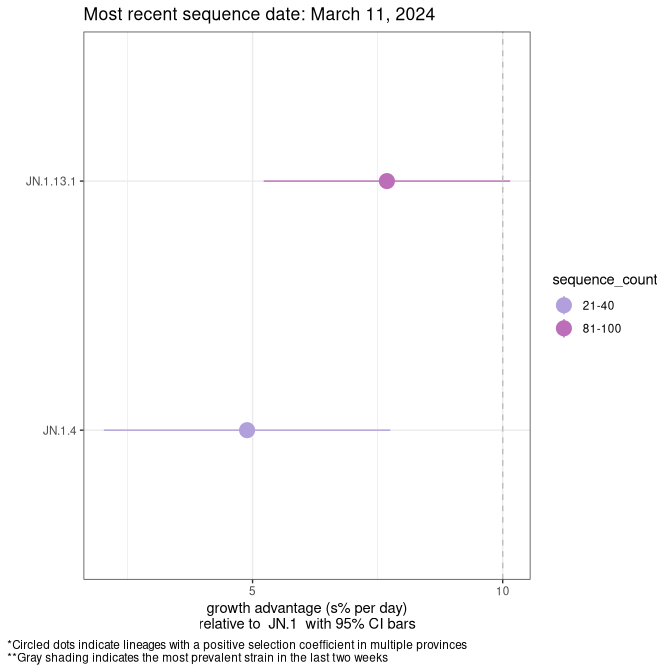 Most recent sequence date: March 11, 2024
JN.1.13.1
JN.1.4
5
10
growth advantage (s% per day)
relative to  JN.1  with 95% CI bars
sequence_count
21-40
81-100
*Circled dots indicate lineages with a positive selection coefficient in multiple provinces
**Gray shading indicates the most prevalent strain in the last two weeks